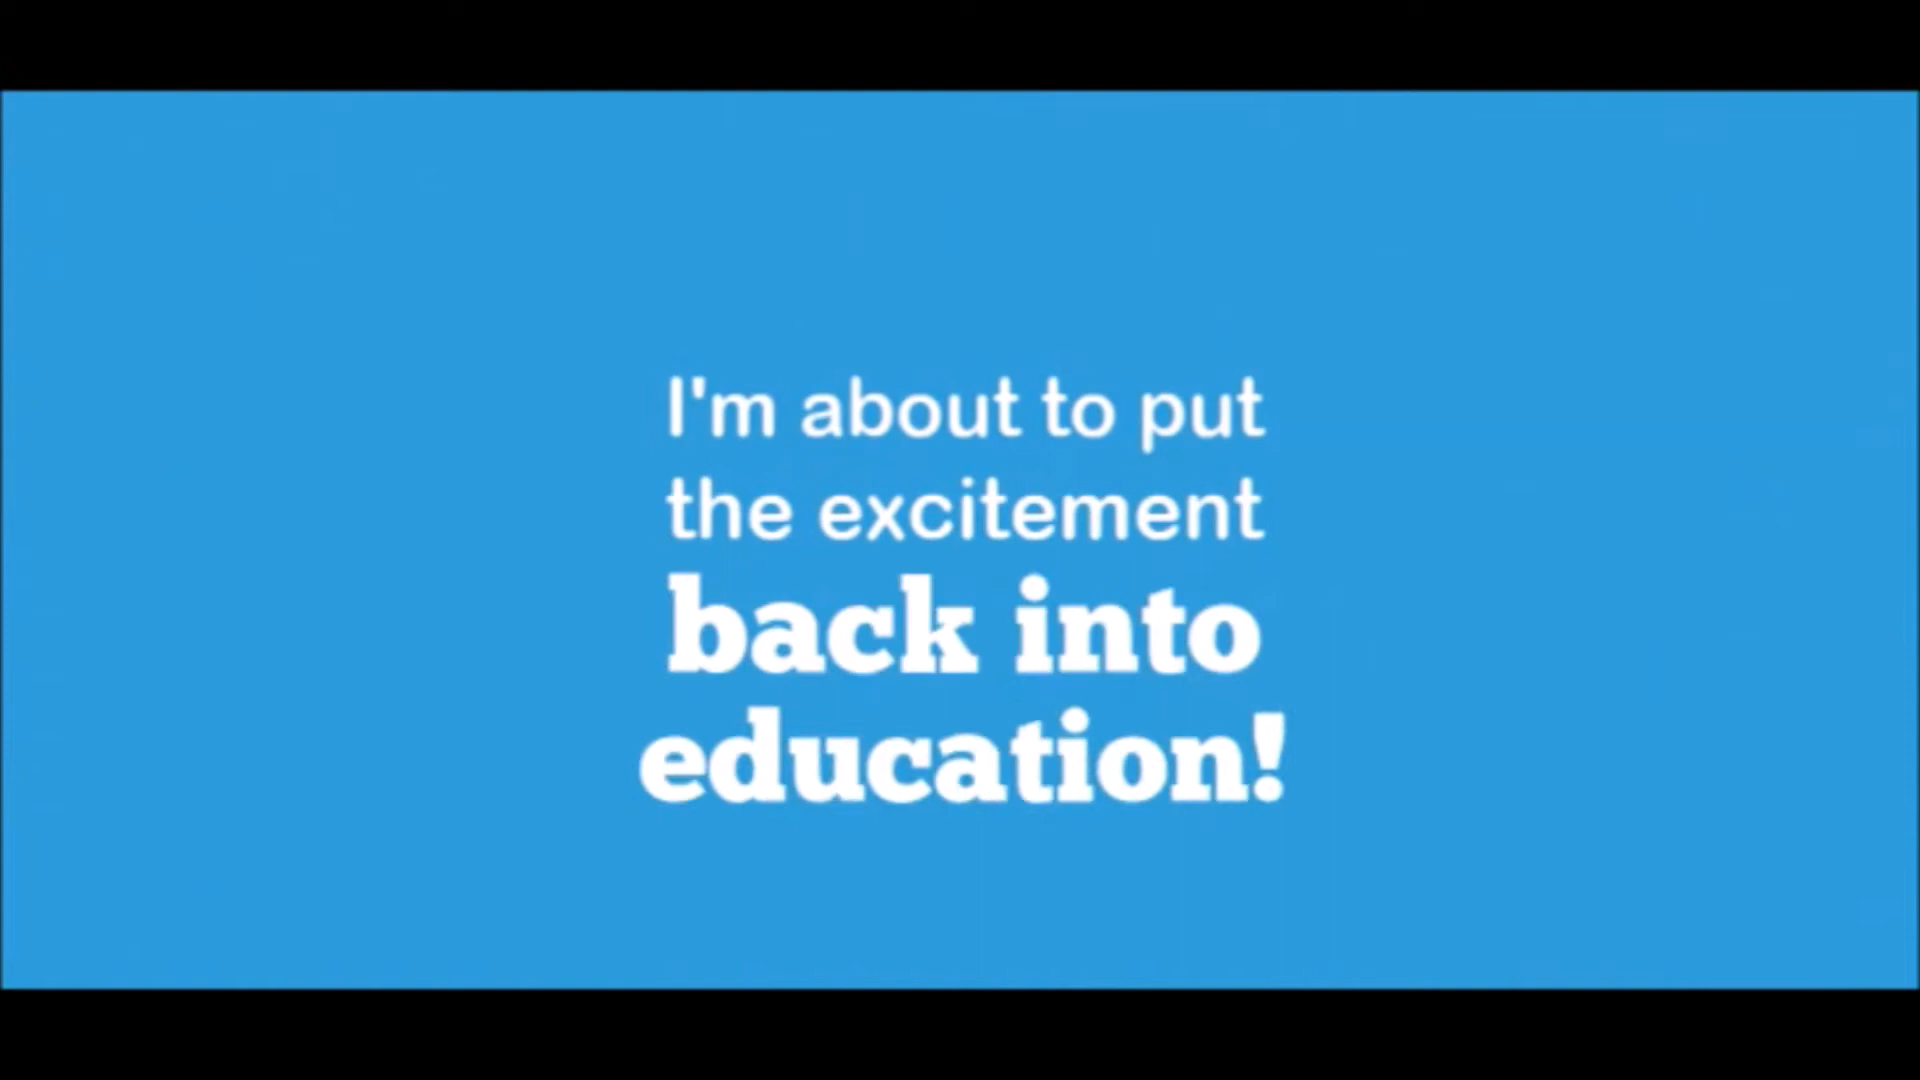 I'm about to put
the excitement
back into
education!